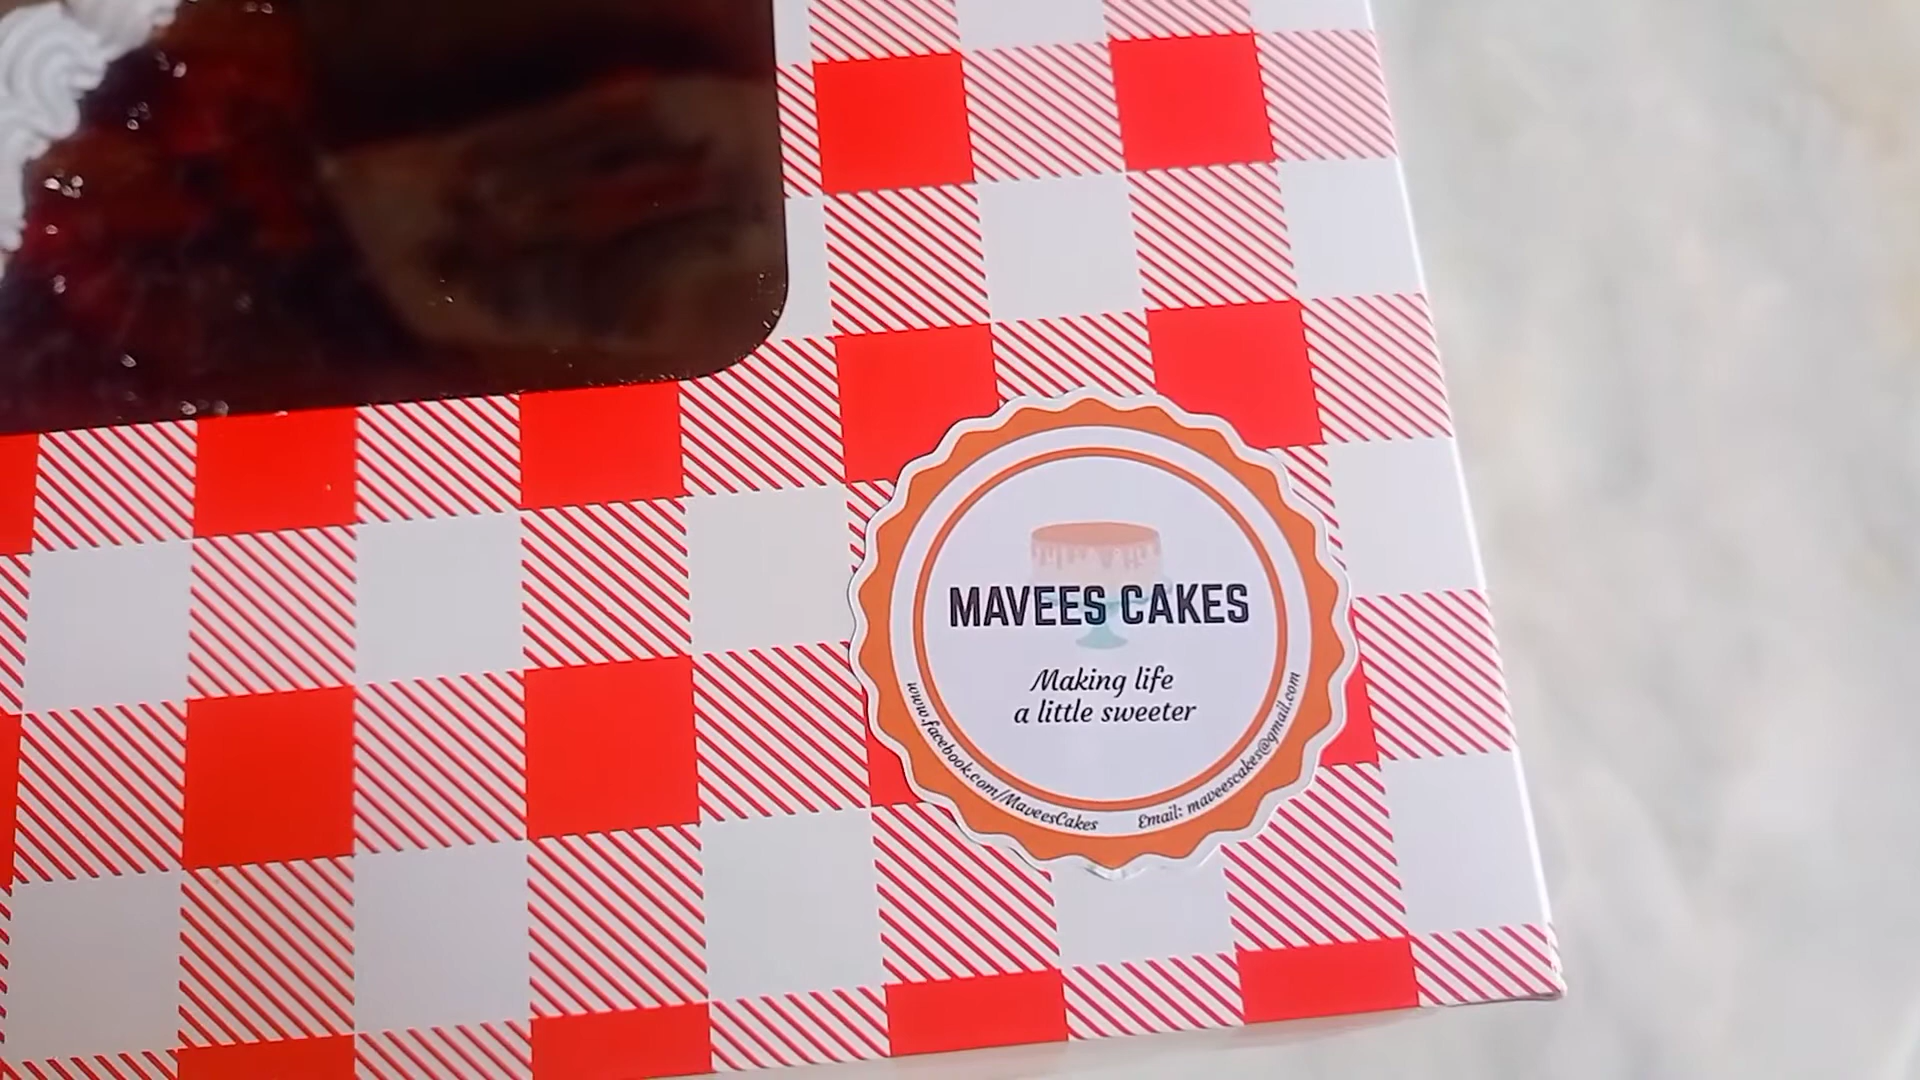 MAVEES CAKES
Making life
a little sweeter
www.facebook.com/MaveesCakes
Email: maveescakes@gmail.com